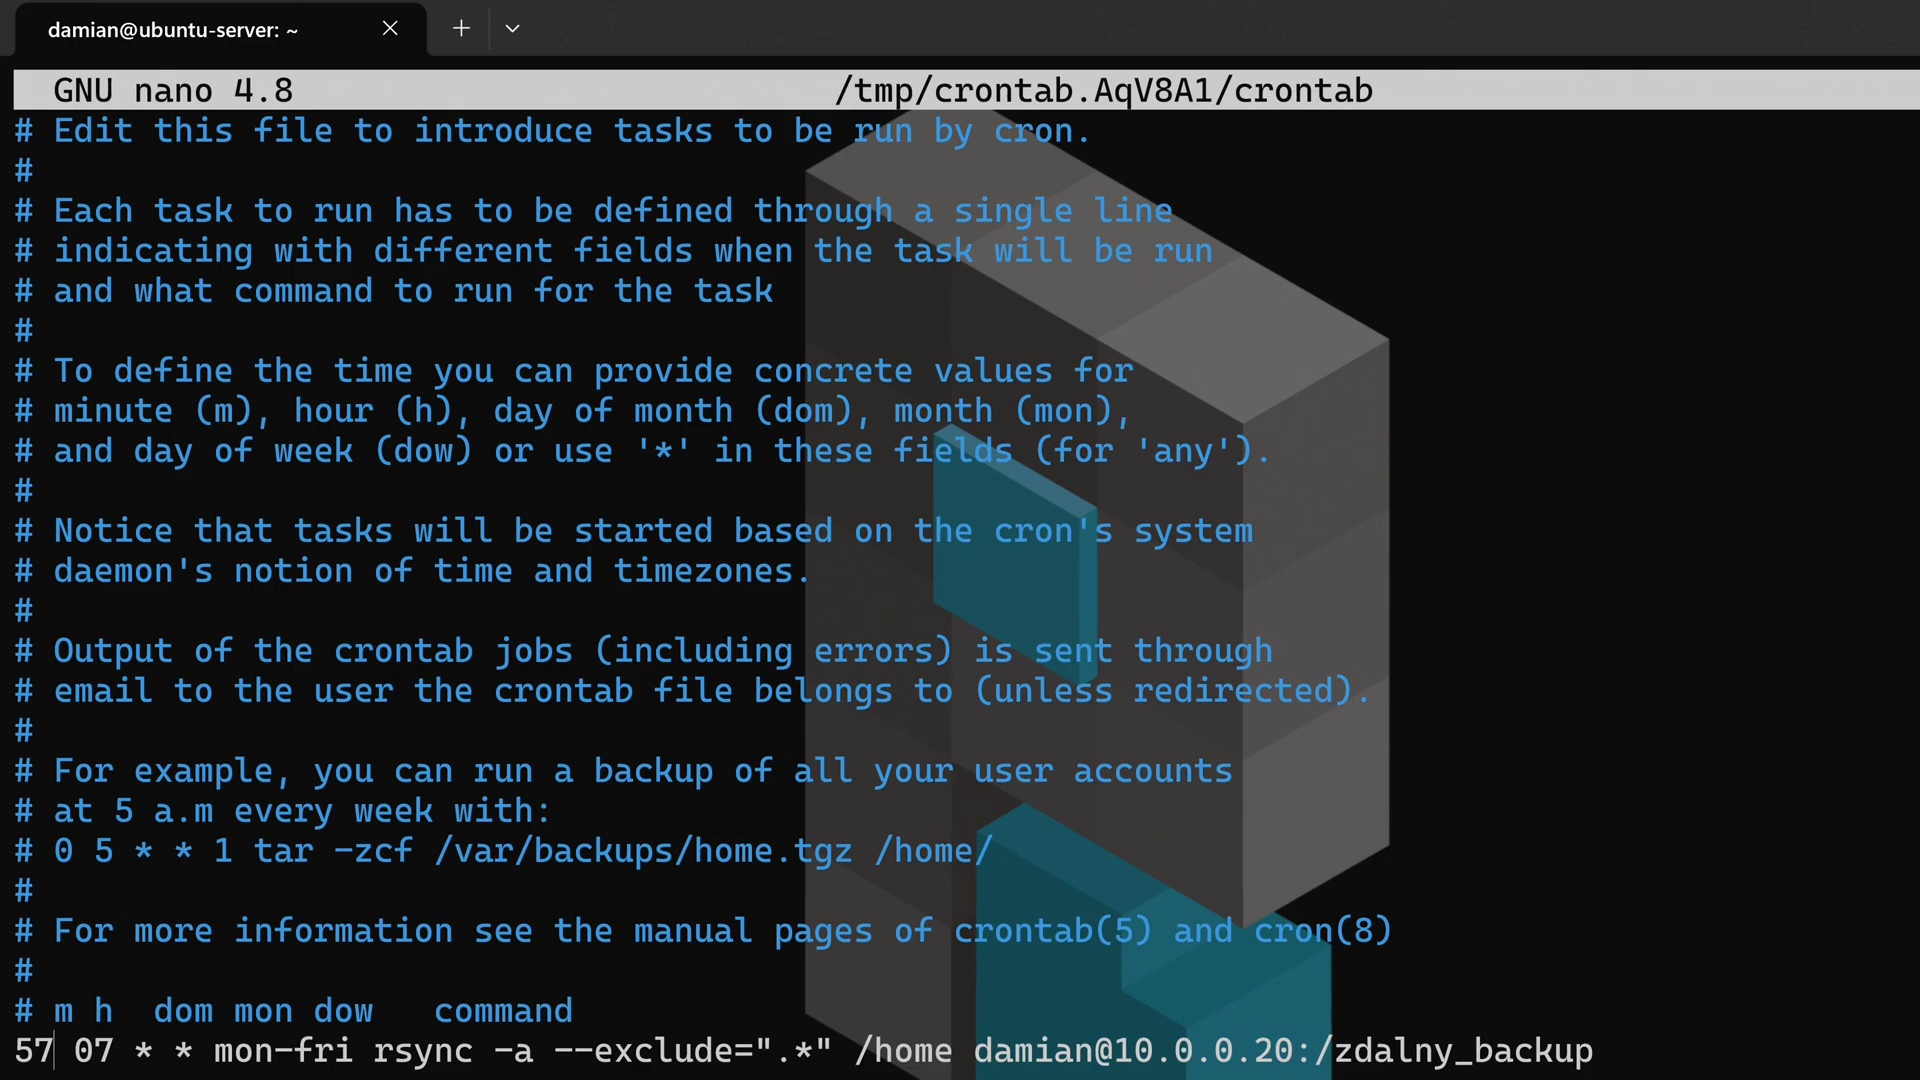 damian@ubuntu-server: ~
GNU nano 4.8 /tmp/crontab.AqV8A1/crontab
# Edit this file to introduce tasks to be run by cron.
#
# Each task to run has to be defined through a single line
# indicating with different fields when the task will be run
# and what command to run for the task
#
# To define the time you can provide concrete values for
# minute (m), hour (h), day of month (dom), month (mon),
# and day of week (dow) or use '*' in these fields (for 'any').
#
# Notice that tasks will be started based on the cron's system
# daemon's notion of time and timezones.
#
# Output of the crontab jobs (including errors) is sent through
# email to the user the crontab file belongs to (unless redirected).
#
# For example, you can run a backup of all your user accounts
# at 5 a.m every week with:
# 0 5 * * 1 tar -zcf /var/backups/home.tgz /home/
#
# For more information see the manual pages of crontab(5) and cron(8)
#
# m h  dom mon dow   command
57 07 * * mon-fri rsync -a --exclude=".*" /home damian@10.0.0.20:/zdalny_backup